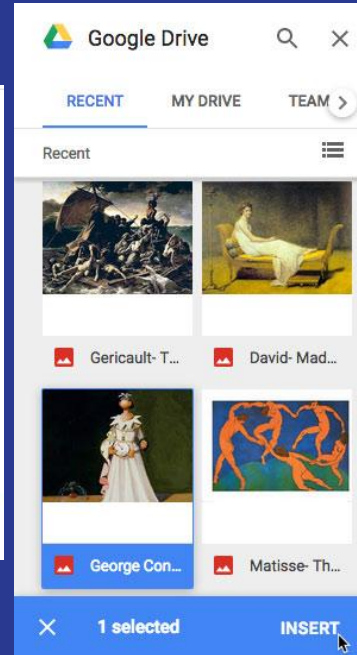 Google Drive
RECENT MY DRIVE TEAM
Recent
Gericault- T... David- Mad...
George Con... Matisse- Th...
1 selected INSERT